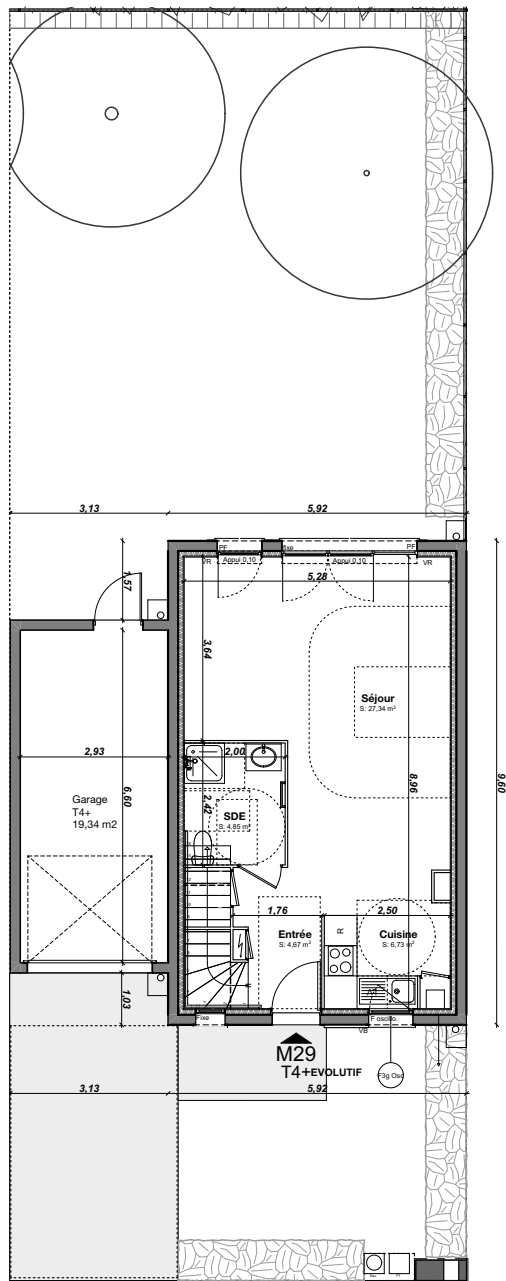 3,13
5,92
PF
fixe
PF
VR
Appui 0,10
Appui 0,10
VR
1,57
5,28
3,64
Séjour
S: 27,34 m²
2,93
2,00
8,96
9,60
6,60
Garage
T4+
19,34 m2
2,42
SDE
S: 4,85 m²
1,76
2,50
Entrée
S: 4,67 m²
R
Cuisine
S: 6,73 m²
1,03
Fixe
F oscillo.
VB
M29
T4+EVOLUTIF
F3g Osc
3,13
5,92